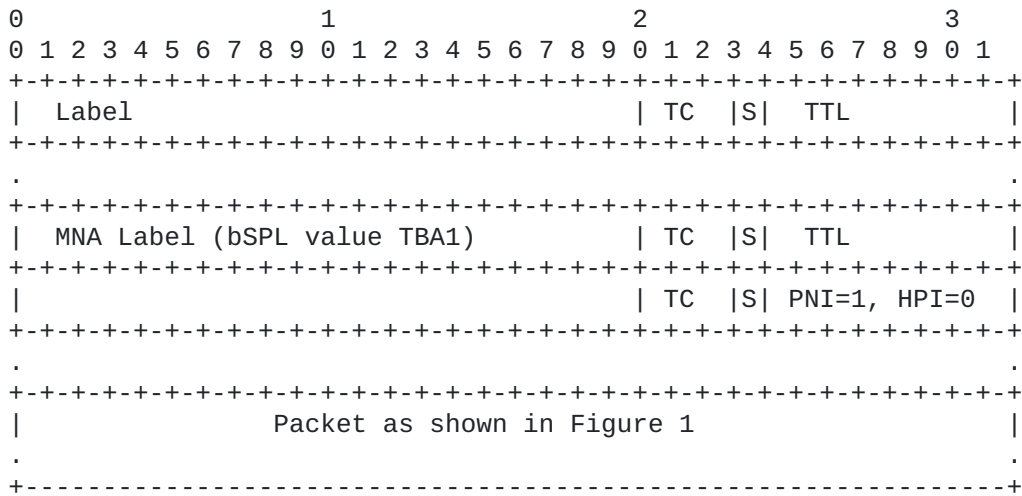 0                   1                   2                   3
0 1 2 3 4 5 6 7 8 9 0 1 2 3 4 5 6 7 8 9 0 1 2 3 4 5 6 7 8 9 0 1
+-+-+-+-+-+-+-+-+-+-+-+-+-+-+-+-+-+-+-+-+-+-+-+-+-+-+-+-+-+-+-+-+
|  Label                                | TC  |S|  TTL          |
+-+-+-+-+-+-+-+-+-+-+-+-+-+-+-+-+-+-+-+-+-+-+-+-+-+-+-+-+-+-+-+-+
.                                                               .
+-+-+-+-+-+-+-+-+-+-+-+-+-+-+-+-+-+-+-+-+-+-+-+-+-+-+-+-+-+-+-+-+
|  MNA Label (bSPL value TBA1)          | TC  |S|  TTL          |
+-+-+-+-+-+-+-+-+-+-+-+-+-+-+-+-+-+-+-+-+-+-+-+-+-+-+-+-+-+-+-+-+
|                                       | TC  |S| PNI=1, HPI=0  |
+-+-+-+-+-+-+-+-+-+-+-+-+-+-+-+-+-+-+-+-+-+-+-+-+-+-+-+-+-+-+-+-+
.                                                               .
+-+-+-+-+-+-+-+-+-+-+-+-+-+-+-+-+-+-+-+-+-+-+-+-+-+-+-+-+-+-+-+-+
|                Packet as shown in Figure 1                    |
.                                                               .
+---------------------------------------------------------------+